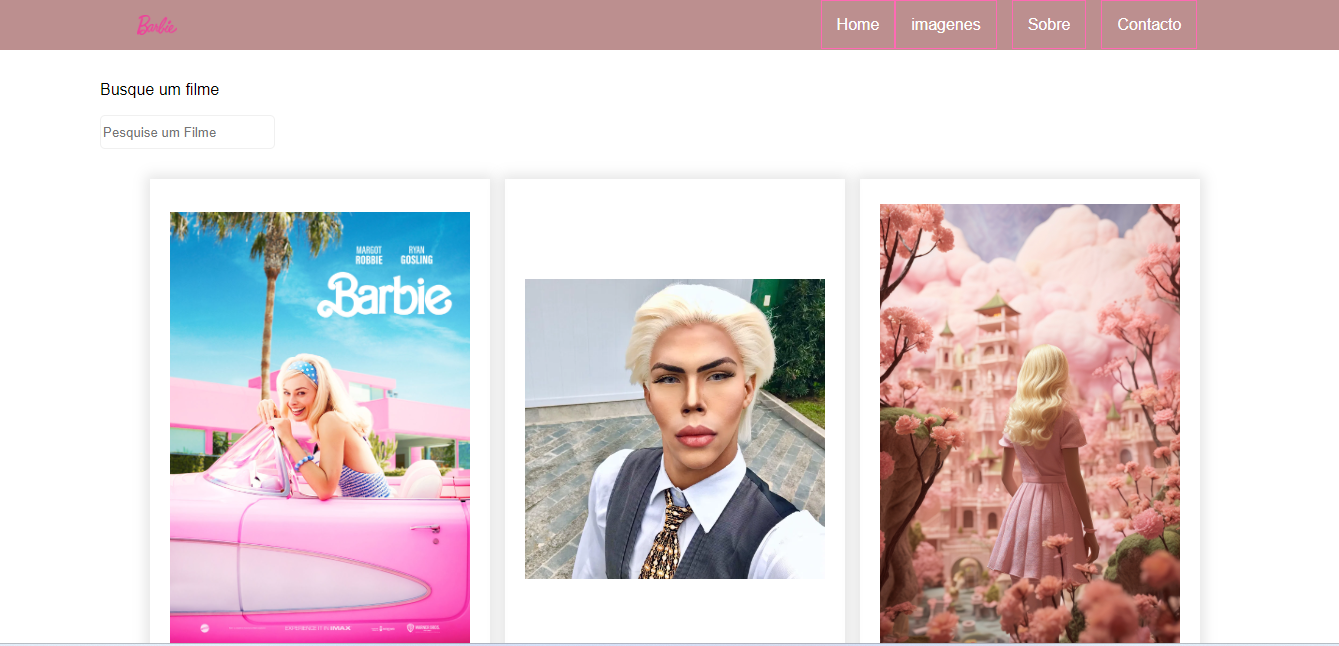 Barbie
Home imagenes Sobre Contacto
Busque um filme
Pesquise um Filme
MARGOT ROBBIE
RYAN GOSLING
Barbie
EXPERIENCE IT IN IMAX